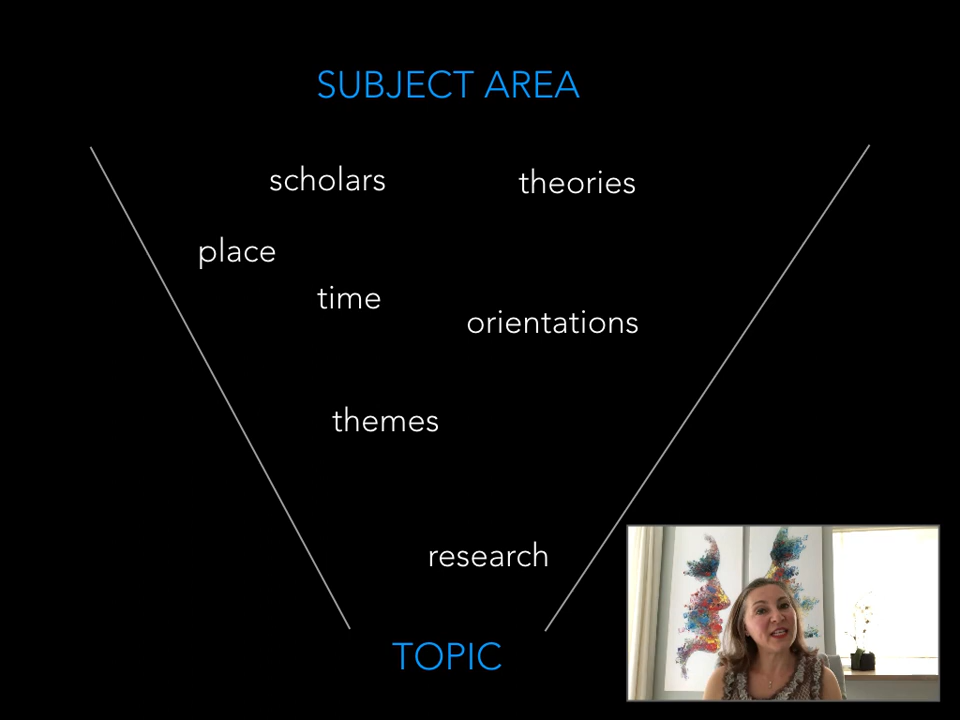 SUBJECT AREA
scholars
theories
place
time
orientations
themes
research
TOPIC